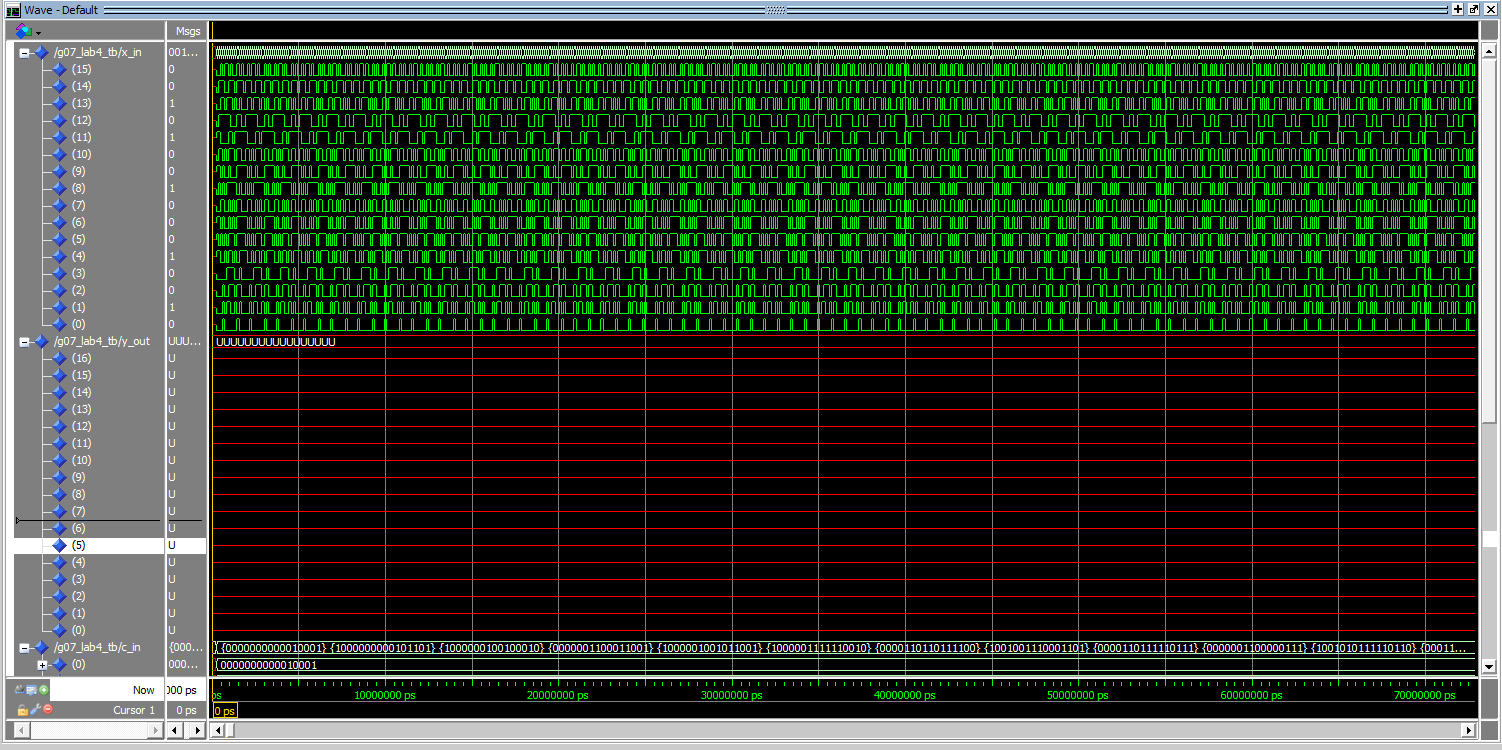 Wave - Default
Msgs
/g07_lab4_tb/x_in 001...
(15) 0
(14) 0
(13) 1
(12) 0
(11) 1
(10) 0
(9) 0
(8) 1
(7) 0
(6) 0
(5) 0
(4) 1
(3) 0
(2) 0
(1) 1
(0) 0
/g07_lab4_tb/y_out UUU... UUUUUUUUUUUUUUUUU
(16) U
(15) U
(14) U
(13) U
(12) U
(11) U
(10) U
(9) U
(8) U
(7) U
(6) U
(5) U
(4) U
(3) U
(2) U
(1) U
(0) U
/g07_lab4_tb/c_in {000... {0000000000010001} {1000000000101101} {1000000100100010} {0000001100011001} {1000001001011001} {1000001111110010} {0000110110111100} {1001001110001101} {0000110111110111} {0000001100000111} {1001010111110110} {00011...
(0) 000... 0000000000010001
Now 000 ps ps 10000000 ps 20000000 ps 30000000 ps 40000000 ps 50000000 ps 60000000 ps 70000000 ps
Cursor 1 0 ps 0 ps